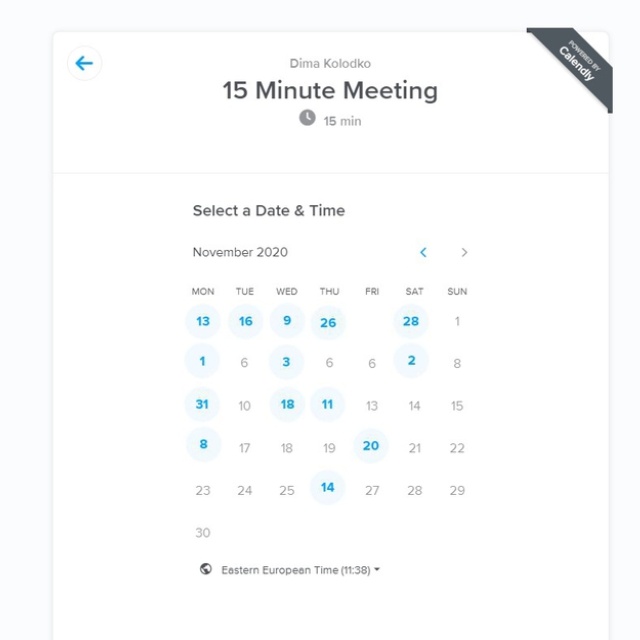 Dima Kolodko
15 Minute Meeting
15 min
POWERED BY
Calendly
Select a Date & Time
November 2020
MON TUE WED THU FRI SAT SUN
13 16 9 26 28 1
1 6 3 6 6 2 8
31 10 18 11 13 14 15
8 17 18 19 20 21 22
23 24 25 14 27 28 29
30
Eastern European Time (11:38)